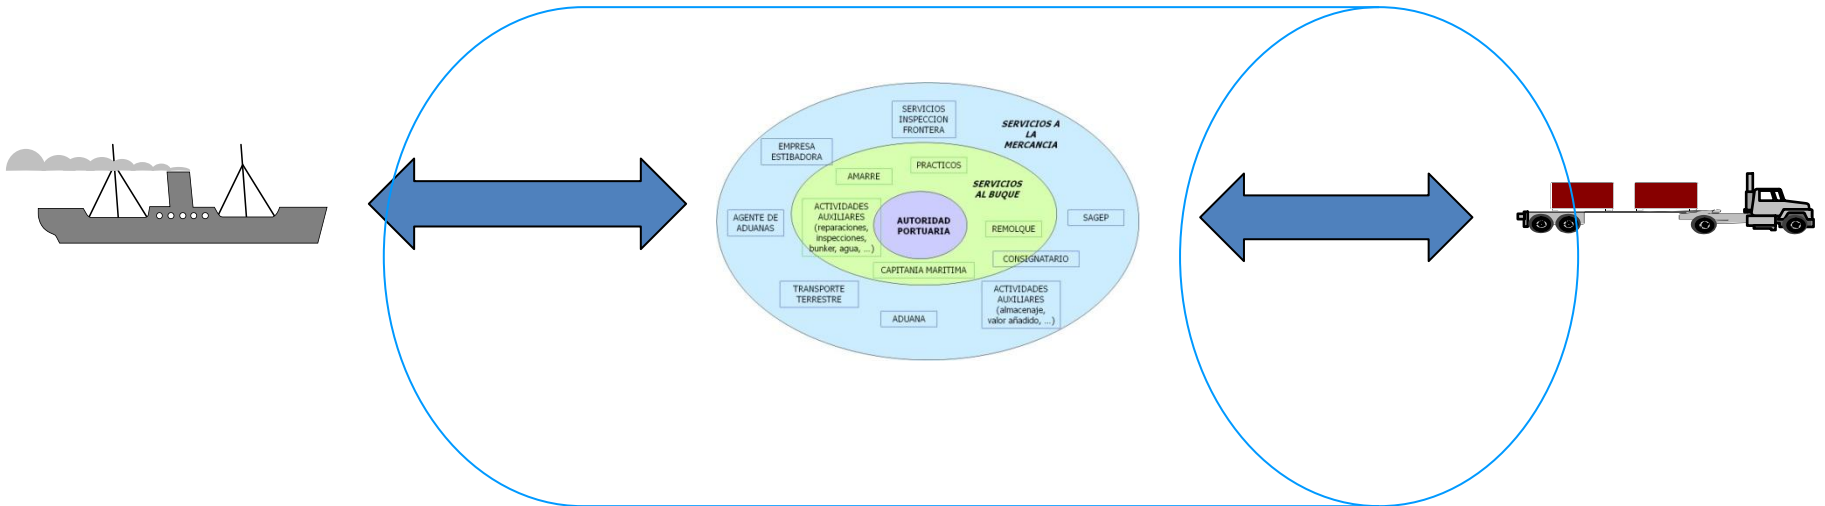 SERVICIOS
INSPECCION
FRONTERA
SERVICIOS A
LA
MERCANCIA
EMPRESA
ESTIBADORA
PRACTICOS
AMARRE
SERVICIOS
AL BUQUE
AGENTE DE
ADUANAS
ACTIVIDADES
AUXILIARES
(reparaciones,
inspecciones,
bunker, agua, ...)
AUTORIDAD
PORTUARIA
SAGEP
REMOLQUE
CONSIGNATARIO
CAPITANIA MARITIMA
TRANSPORTE
TERRESTRE
ACTIVIDADES
AUXILIARES
(almacenaje,
valor añadido, ...)
ADUANA